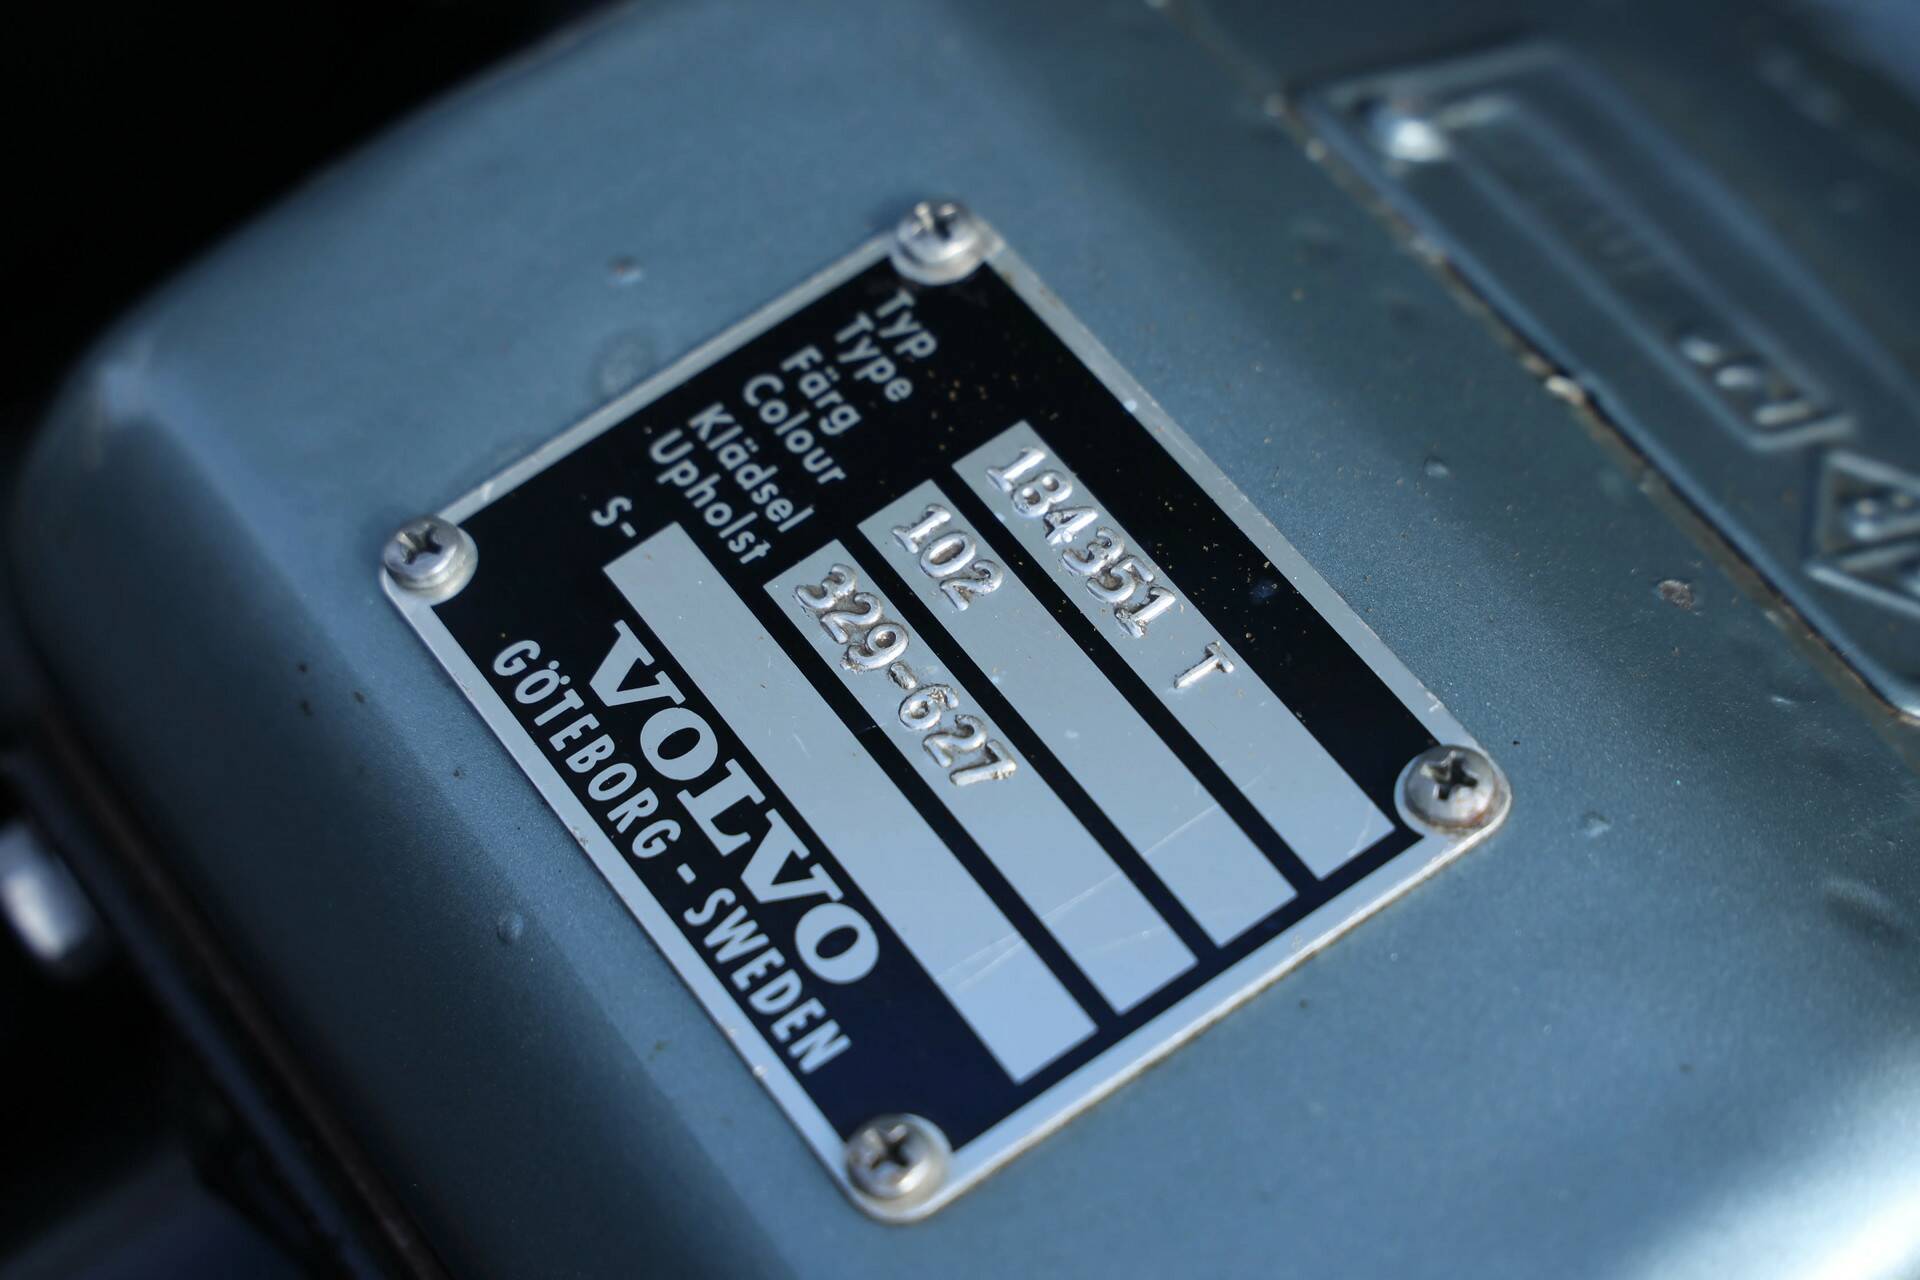 Typ
Type
184351 T
Färg
Colour
102
Klädsel
Upholst
329-627
S-
VOLVO
GÖTEBORG - SWEDEN